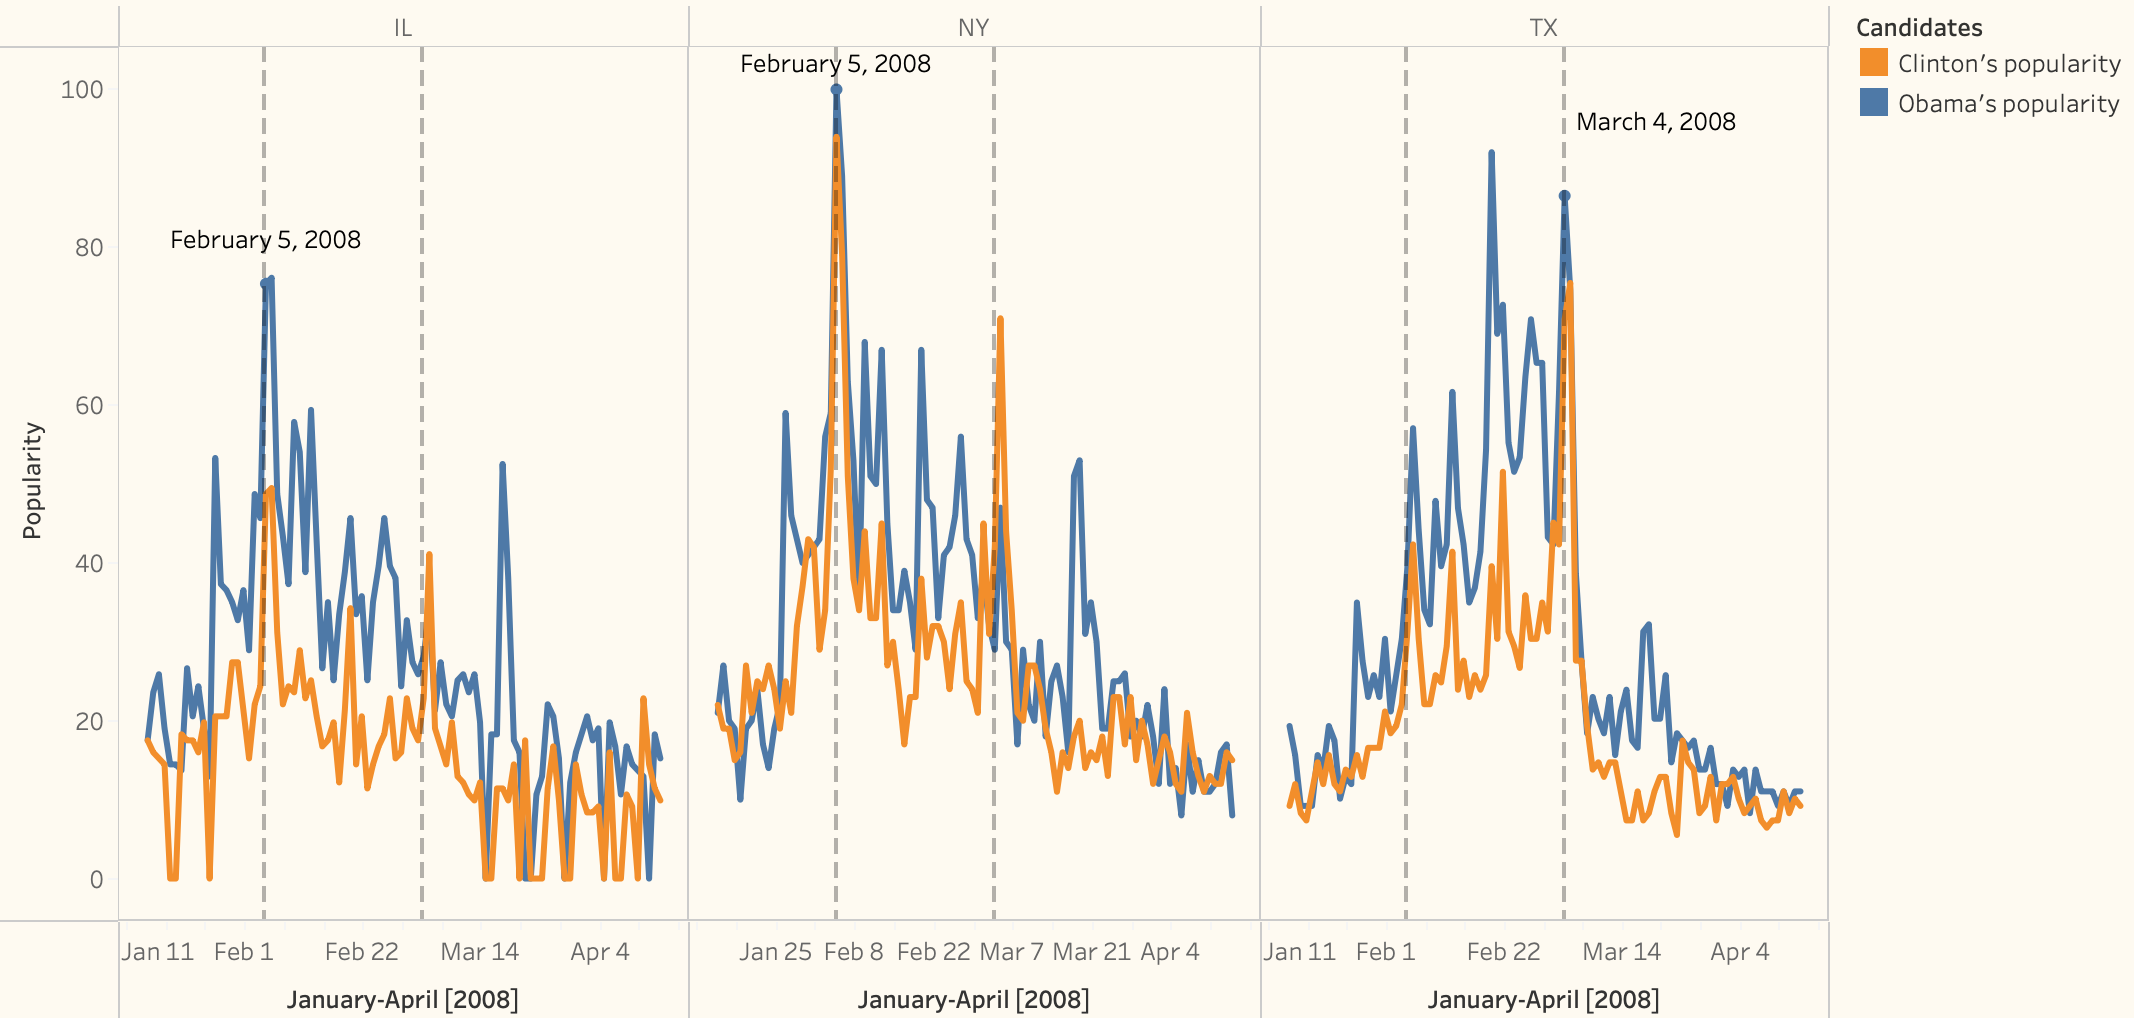 IL
NY
TX
Candidates
Clinton's popularity
Obama's popularity
February 5, 2008
February 5, 2008
March 4, 2008
Popularity
100
80
60
40
20
0
Jan 11 Feb 1 Feb 22 Mar 14 Apr 4
Jan 25 Feb 8 Feb 22 Mar 7 Mar 21 Apr 4
Jan 11 Feb 1 Feb 22 Mar 14 Apr 4
January-April [2008]
January-April [2008]
January-April [2008]